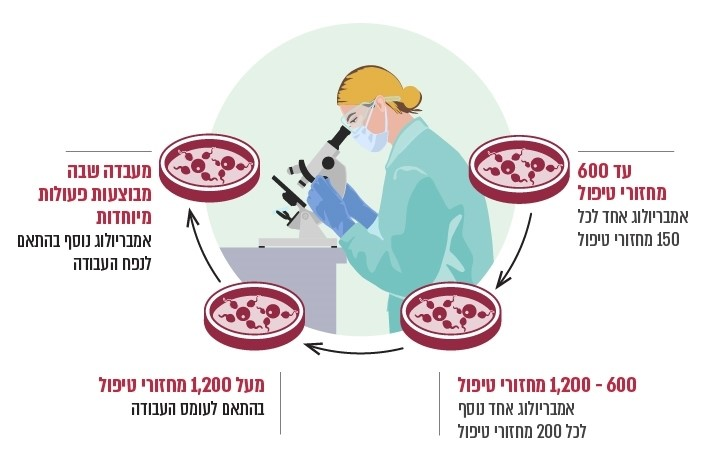 עד 600
מחזורי טיפול
אמבריולוג אחד לכל
150 מחזורי טיפול
600 - 1,200 מחזורי טיפול
אמבריולוג אחד נוסף
לכל 200 מחזורי טיפול
מעל 1,200 מחזורי טיפול
בהתאם לעומס העבודה
מעבדה שבה
מבוצעות פעולות
מיוחדות
אמבריולוג נוסף בהתאם
לנפח העבודה